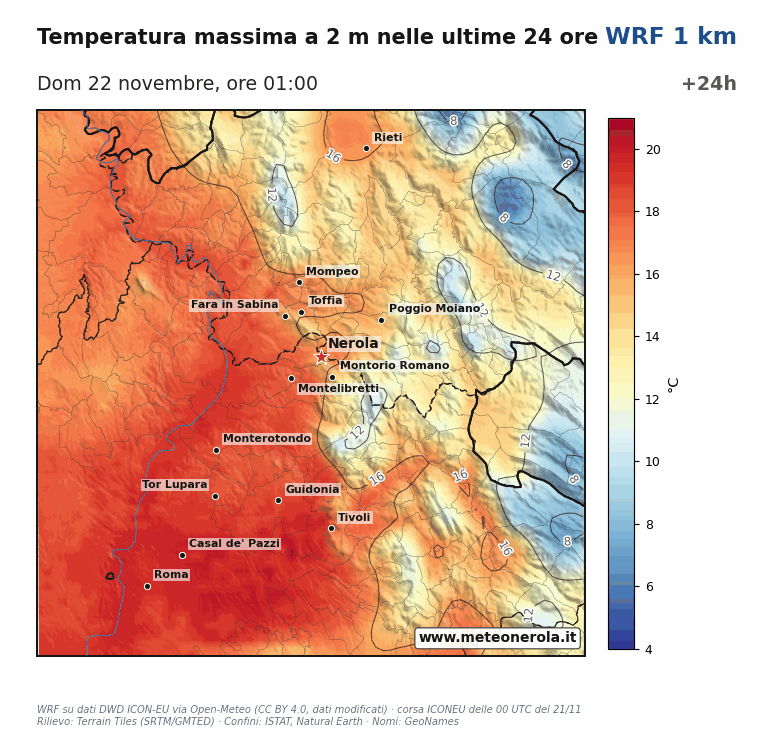 Temperatura massima a 2 m nelle ultime 24 ore WRF 1 km
Dom 22 novembre, ore 01:00 +24h
8
Rieti
16
8
12
8
12
Mompeo
Toffia
Fara in Sabina
Poggio Moiano
12
Nerola
Montorio Romano
Montelibretti
12
12
Monterotondo
16
16
8
Tor Lupara
Guidonia
Tivoli
8
Casal de' Pazzi
16
Roma
12
www.meteonerola.it
20
18
16
14
12
10
8
6
4
°C
WRF su dati DWD ICON-EU via Open-Meteo (CC BY 4.0, dati modificati) · corsa ICONEU delle 00 UTC del 21/11
Rilievo: Terrain Tiles (SRTM/GMTED) · Confini: ISTAT, Natural Earth · Nomi: GeoNames